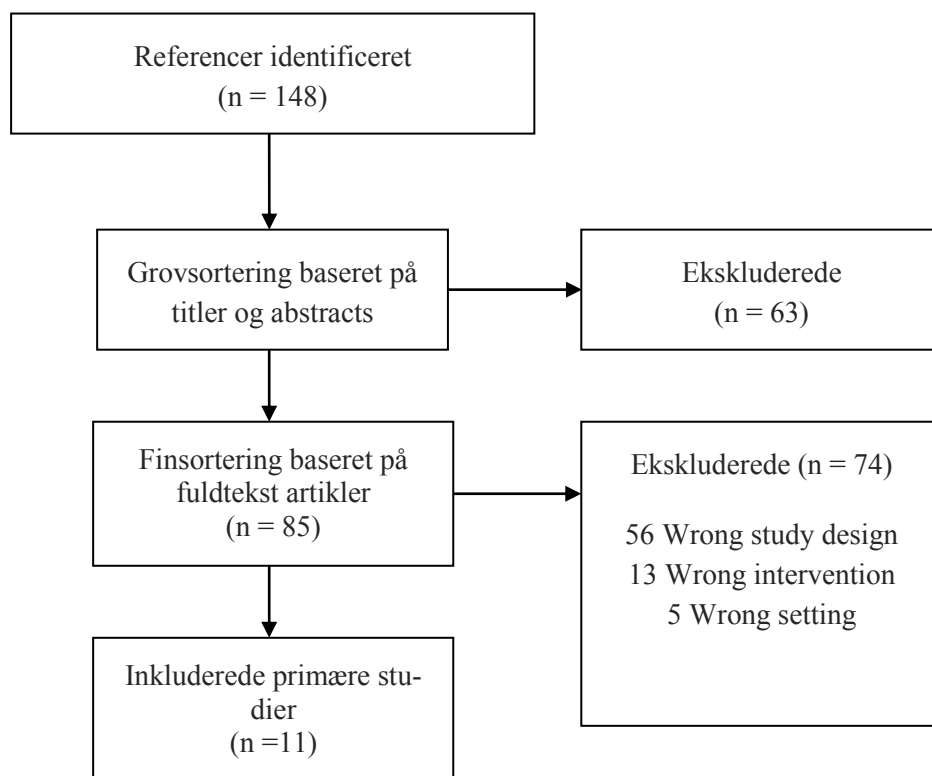 Referencer identificeret
(n = 148)
Grovsortering baseret på
titler og abstracts
Ekskluderede
(n = 63)
Finsortering baseret på
fuldtekst artikler
(n = 85)
Ekskluderede (n = 74)
56 Wrong study design
13 Wrong intervention
5 Wrong setting
Inkluderede primære stu-
dier
(n =11)